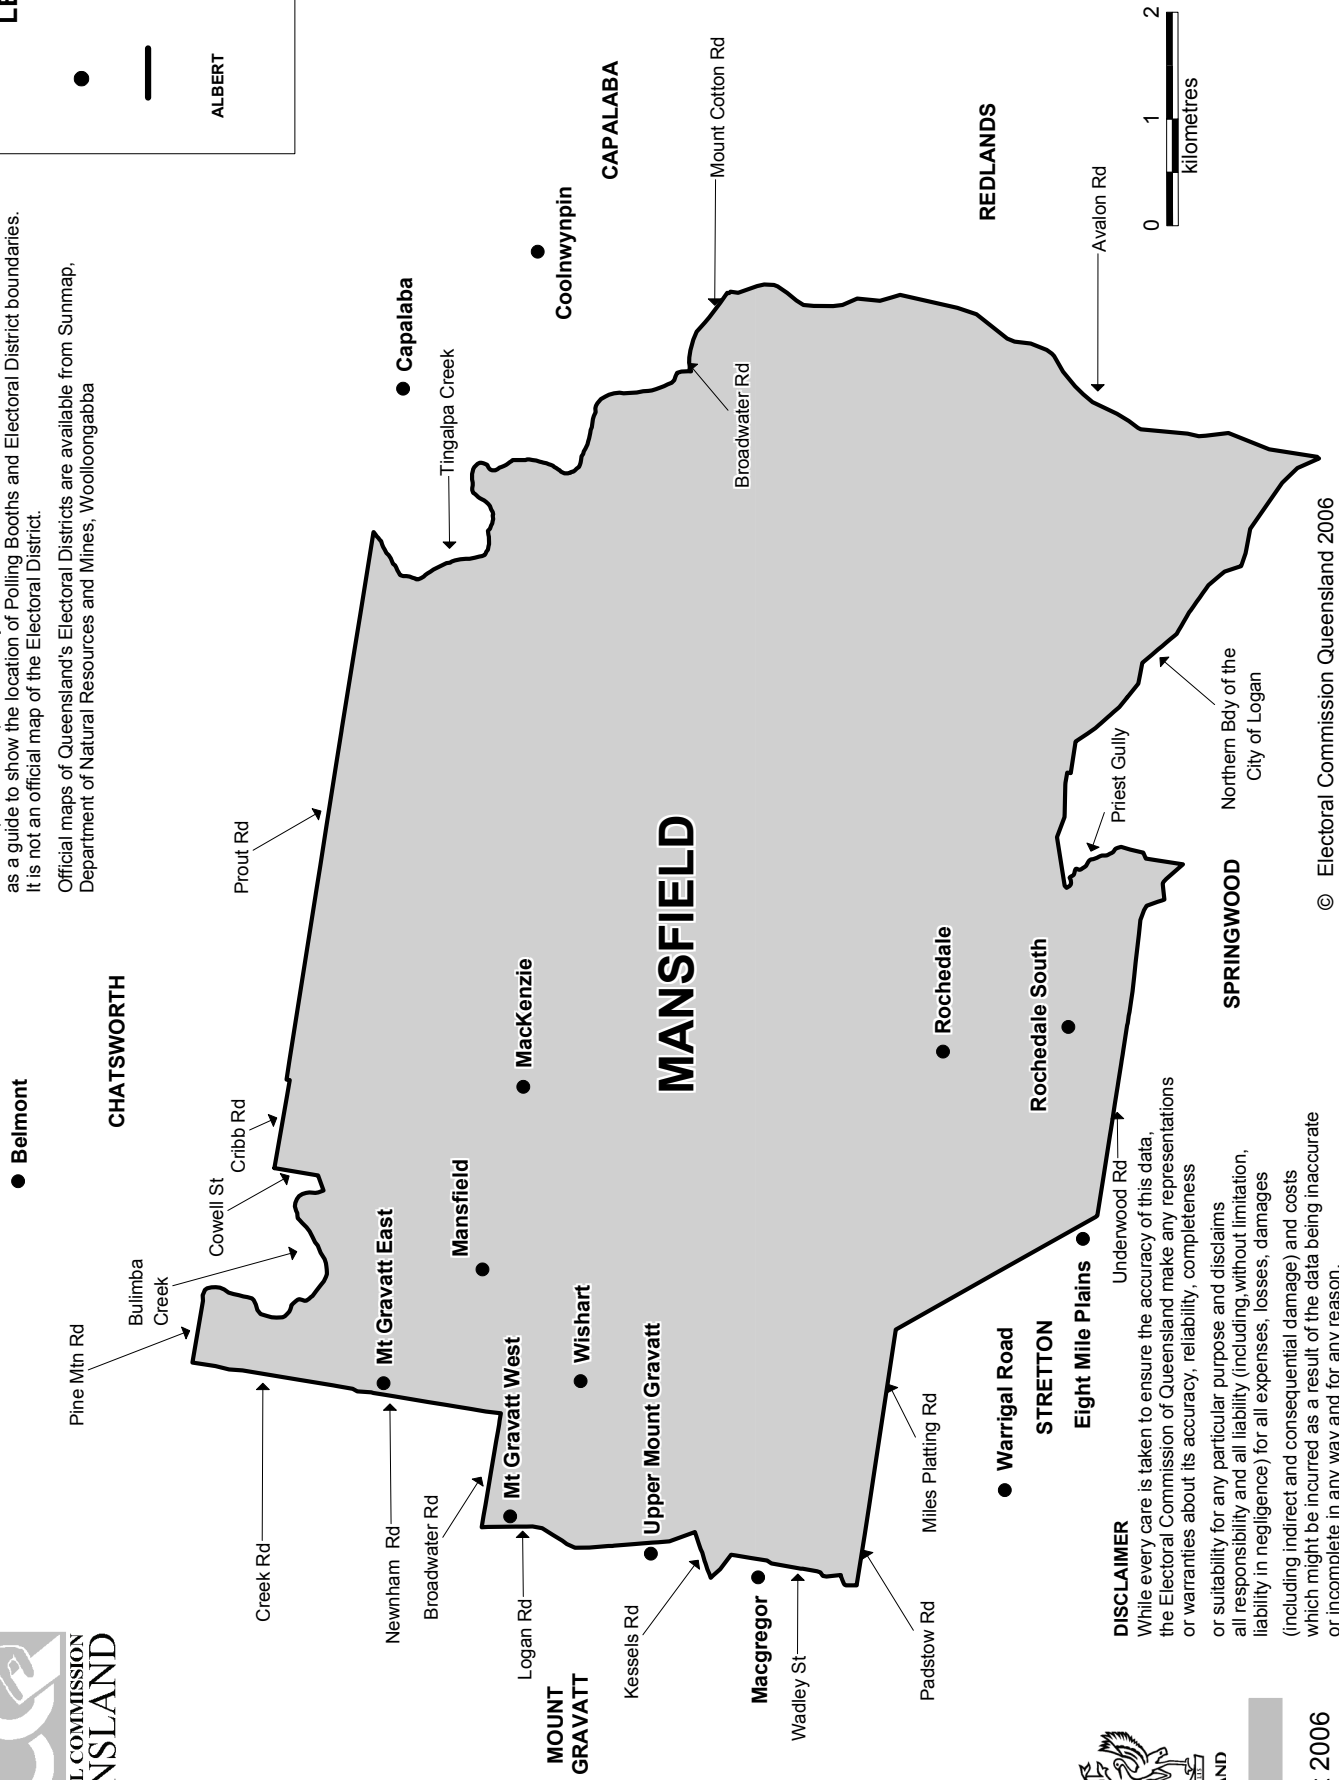 L COMMISSION
NSLAND
as a guide to show the location of Polling Booths and Electoral District boundaries.
It is not an official map of the Electoral District.
Official maps of Queensland's Electoral Districts are available from Sunmap,
Department of Natural Resources and Mines, Woolloongabba
LE
ALBERT
Belmont
CHATSWORTH
Pine Mtn Rd
Bulimba
Creek
Cowell St
Cribb Rd
Prout Rd
Creek Rd
Newnham Rd
Broadwater Rd
Logan Rd
MOUNT
GRAVATT
Kessels Rd
Macgregor
Wadley St
Padstow Rd
Miles Platting Rd
Mt Gravatt East
Mansfield
Mt Gravatt West
Wishart
Upper Mount Gravatt
MacKenzie
MANSFIELD
Rochedale
Rochedale South
Capalaba
Tingalpa Creek
Coolnwynpin
CAPALABA
Mount Cotton Rd
Broadwater Rd
REDLANDS
Avalon Rd
0 1 2
kilometres
Warrigal Road
STRETTON
Eight Mile Plains
Underwood Rd
SPRINGWOOD
Priest Gully
Northern Bdy of the
City of Logan
DISCLAIMER
While every care is taken to ensure the accuracy of this data,
the Electoral Commission of Queensland make any representations
or warranties about its accuracy, reliability, completeness
or suitability for any particular purpose and disclaims
all responsibility and all liability (including,without limitation,
liability in negligence) for all expenses, losses, damages
(including indirect and consequential damage) and costs
which might be incurred as a result of the data being inaccurate
or incomplete in any way and for any reason.
© Electoral Commission Queensland 2006
AND
2006